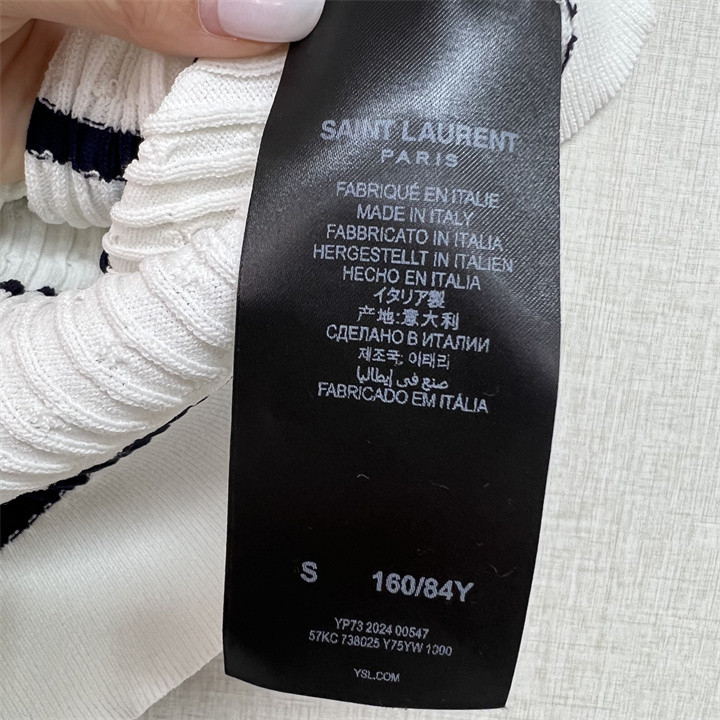 SAINT LAURENT
PARIS
FABRIQUÉ EN ITALIE
MADE IN ITALY
FABBRICATO IN ITALIA
HERGESTELLT IN ITALIEN
HECHO EN ITALIA
イタリア製
产地:意大利
СДЕЛАНО В ИТАЛИИ
제조국: 이태리
صنع في إيطاليا
FABRICADO EM ITÁLIA
S 160/84Y
YP73 2024 00547
57KC 738025 Y75YW 1000
YSL.COM